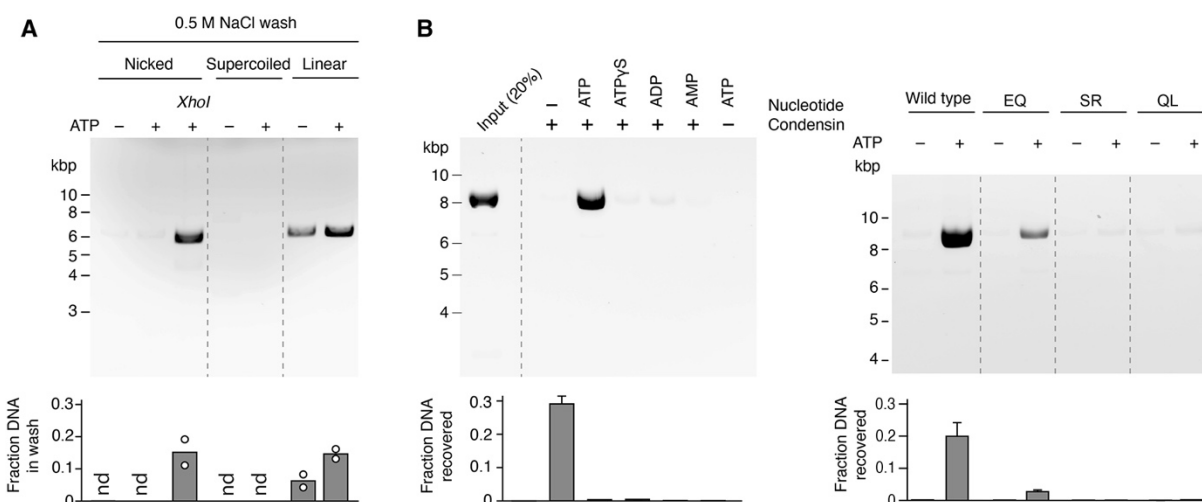 A
0.5 M NaCl wash
Nicked Supercoiled Linear
XhoI
ATP – + + – + – +
kbp
10
8
6
5
4
3
Fraction DNA
in wash
0.3
0.2
0.1
0
nd nd nd nd
B
Input (20%) – ATP ATPγS ADP AMP ATP Nucleotide
+ + + + + – Condensin
kbp
10
8
6
5
4
Fraction DNA
recovered
0.3
0.2
0.1
0
Wild type EQ SR QL
ATP – + – + – + – +
kbp
10
8
6
5
4
Fraction DNA
recovered
0.3
0.2
0.1
0